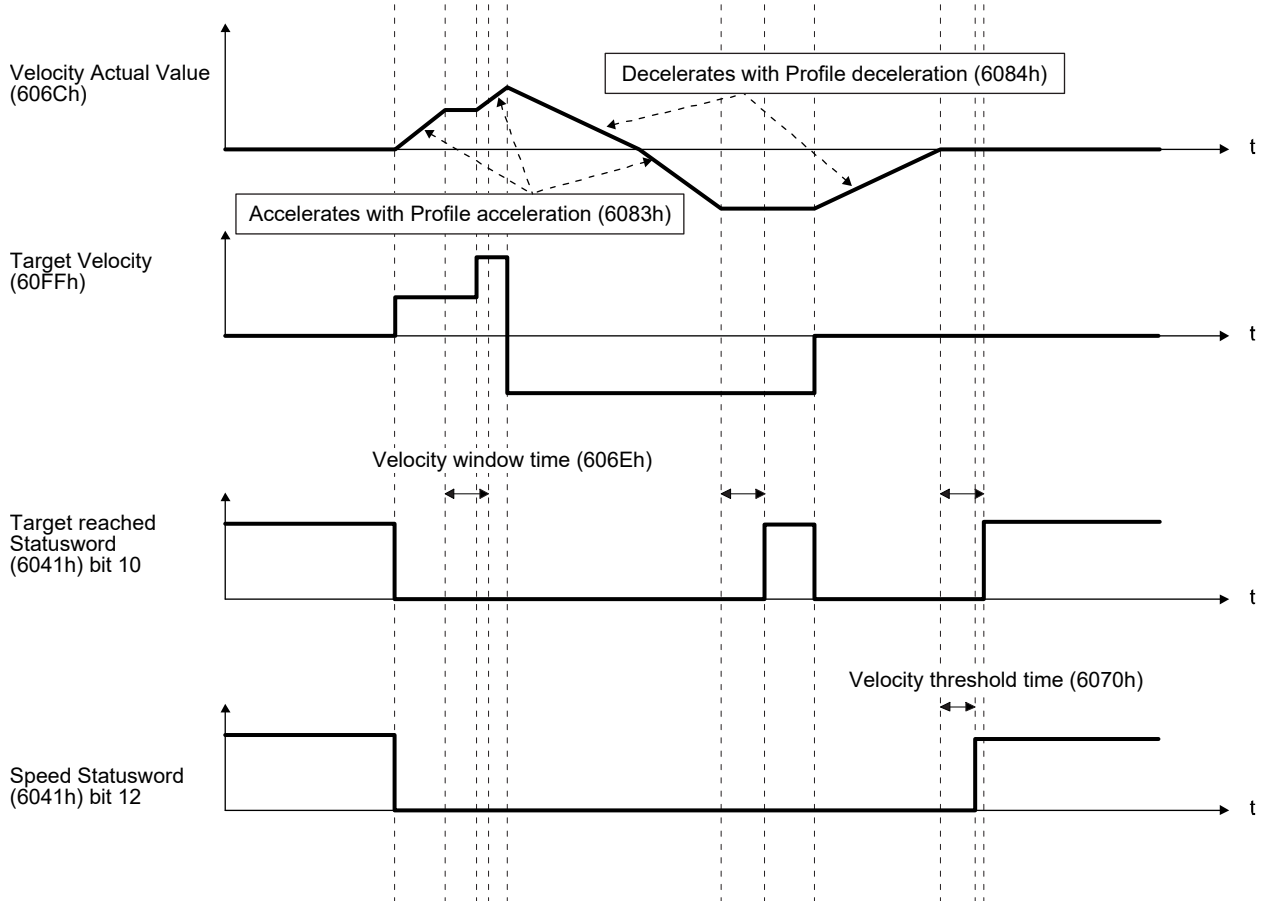 Velocity Actual Value
(606Ch)
Decelerates with Profile deceleration (6084h)
t
Accelerates with Profile acceleration (6083h)
Target Velocity
(60FFh)
t
Velocity window time (606Eh)
Target reached
Statusword
(6041h) bit 10
t
Velocity threshold time (6070h)
Speed Statusword
(6041h) bit 12
t